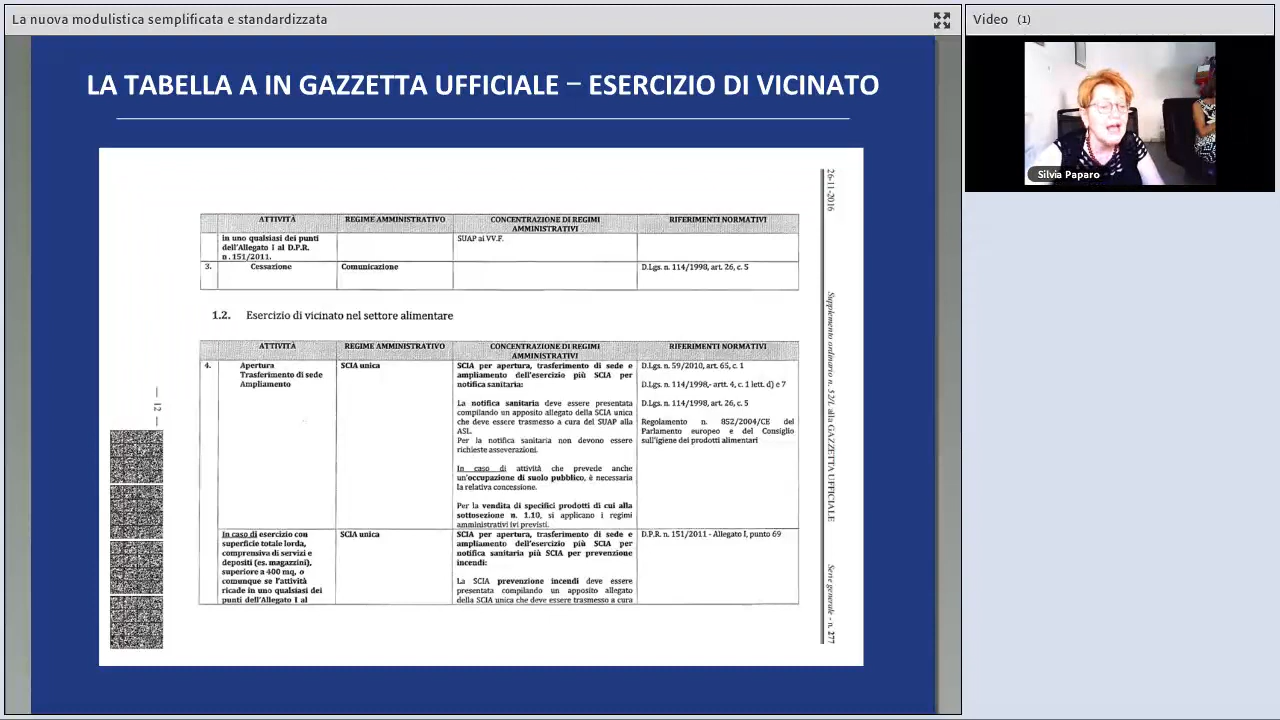 La nuova modulistica semplificata e standardizzata
Video (1)
Silvia Paparo
LA TABELLA A IN GAZZETTA UFFICIALE – ESERCIZIO DI VICINATO
ATTIVITÀ
REGIME AMMINISTRATIVO
CONCENTRAZIONE DI REGIMI
AMMINISTRATIVI
RIFERIMENTI NORMATIVI
in uno qualsiasi dei punti
dell'Allegato I al D.P.R.
n. 151/2011.
SUAP ai VV.F.
3.
Cessazione
Comunicazione
D.Lgs. n. 114/1998, art. 26, c. 5
1.2. Esercizio di vicinato nel settore alimentare
ATTIVITÀ
REGIME AMMINISTRATIVO
CONCENTRAZIONE DI REGIMI
AMMINISTRATIVI
RIFERIMENTI NORMATIVI
4.
Apertura
Trasferimento di sede
Ampliamento
SCIA unica
SCIA per apertura, trasferimento di sede e
ampliamento dell'esercizio più SCIA per
notifica sanitaria:
La notifica sanitaria deve essere presentata
compilando un apposito allegato della SCIA unica
che deve essere trasmesso a cura del SUAP alla
ASL.
Per la notifica sanitaria non devono essere
richieste asseverazioni.
In caso di attività che prevede anche
un'occupazione di suolo pubblico, è necessaria
la relativa concessione.
Per la vendita di specifici prodotti di cui alla
sottosezione n. 1.10, si applicano i regimi
amministrativi ivi previsti.
D.Lgs. n. 59/2010, art. 65, c. 1
D.Lgs. n. 114/1998,- artt. 4, c. 1 lett. d) e 7
D.Lgs. n. 114/1998, art. 26, c. 5
Regolamento n. 852/2004/CE del
Parlamento europeo e del Consiglio
sull'igiene dei prodotti alimentari
In caso di esercizio con
superficie totale lorda,
comprensiva di servizi e
depositi (es. magazzini),
superiore a 400 mq, o
comunque se l'attività
ricade in uno qualsiasi dei
punti dell'Allegato I al
SCIA unica
SCIA per apertura, trasferimento di sede e
ampliamento dell'esercizio più SCIA per
notifica sanitaria più SCIA per prevenzione
incendi:
La SCIA prevenzione incendi deve essere
presentata compilando un apposito allegato
della SCIA unica che deve essere trasmesso a cura
D.P.R. n. 151/2011 - Allegato I, punto 69
— 12 —
26-11-2016
Supplemento ordinario n. 52/L alla GAZZETTA UFFICIALE
Serie generale - n. 277